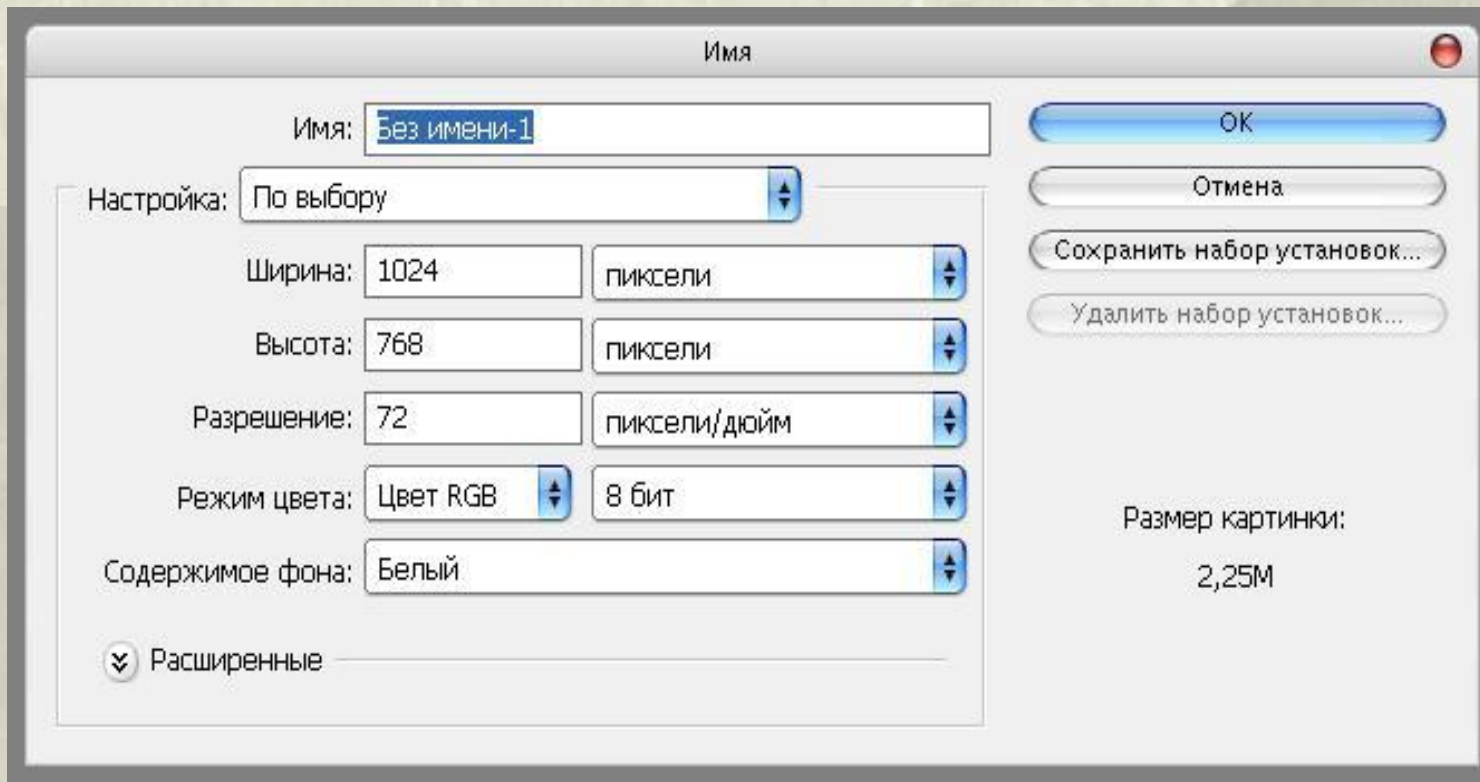 Имя
Имя: Без имени-1
Настройка: По выбору
Ширина: 1024 пиксели
Высота: 768 пиксели
Разрешение: 72 пиксели/дюйм
Режим цвета: Цвет RGB 8 бит
Содержимое фона: Белый
Расширенные
OK
Отмена
Сохранить набор установок...
Удалить набор установок...
Размер картинки:
2,25M